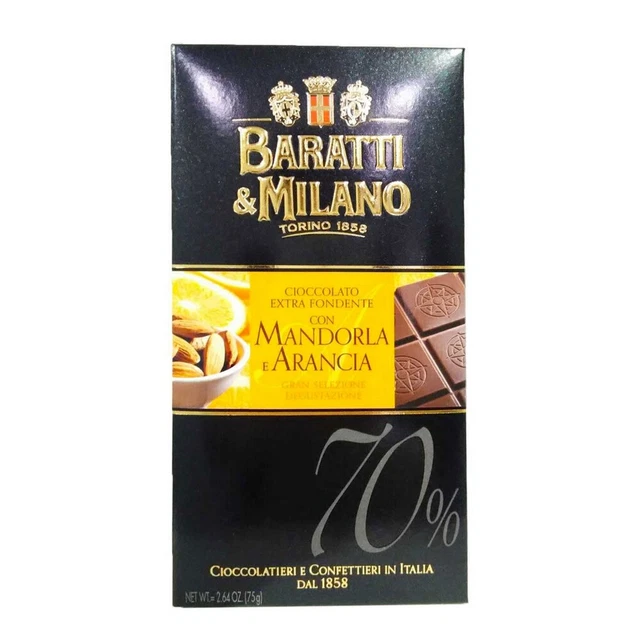 BARATTI
& MILANO
TORINO 1858
CIOCCOLATO
EXTRA FONDENTE
CON
MANDORLA
E ARANCIA
GRAN SELEZIONE
DEGUSTAZIONE
70%
CIOCCOLATIERI E CONFETTIERI IN ITALIA
DAL 1858
NET WT.= 2.64 OZ. (75g)